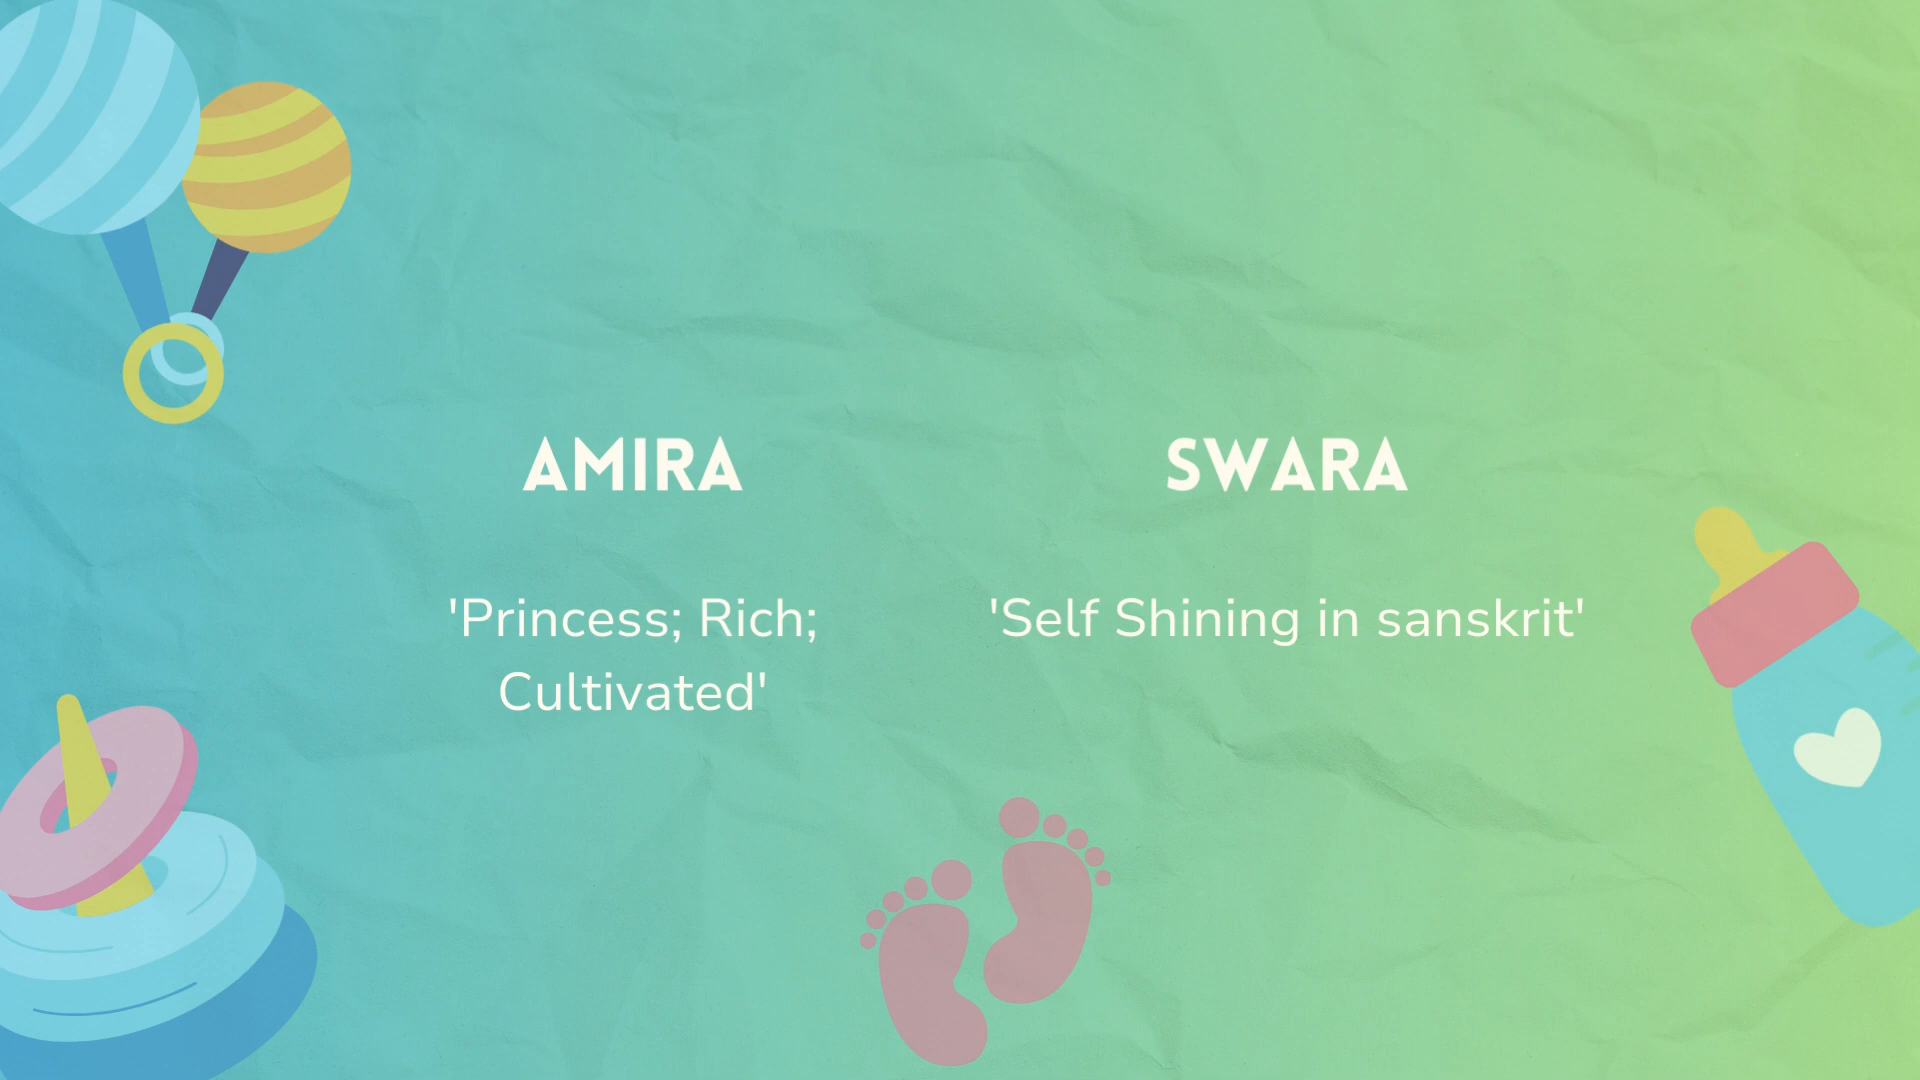 AMIRA
'Princess; Rich;
Cultivated'
SWARA
'Self Shining in sanskrit'